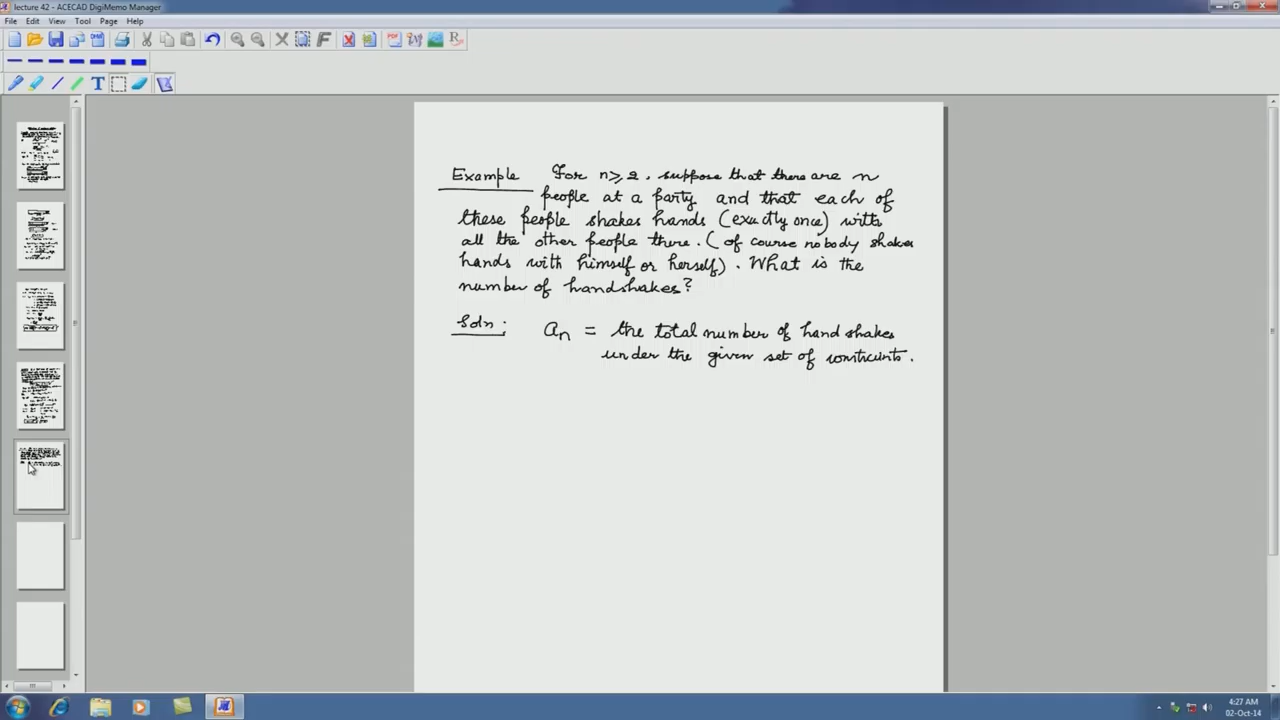 lecture 42 - ACECAD DigiMemo Manager
File Edit View Tool Page Help
Example For n≥2, suppose that there are n
people at a party and that each of
these people shakes hands (exactly once) with
all the other people there. (of course nobody shakes
hands with himself or herself). What is the
number of handshakes?
Soln: aₙ = the total number of hand shakes
under the given set of constraints.
4:27 AM
02-Oct-14